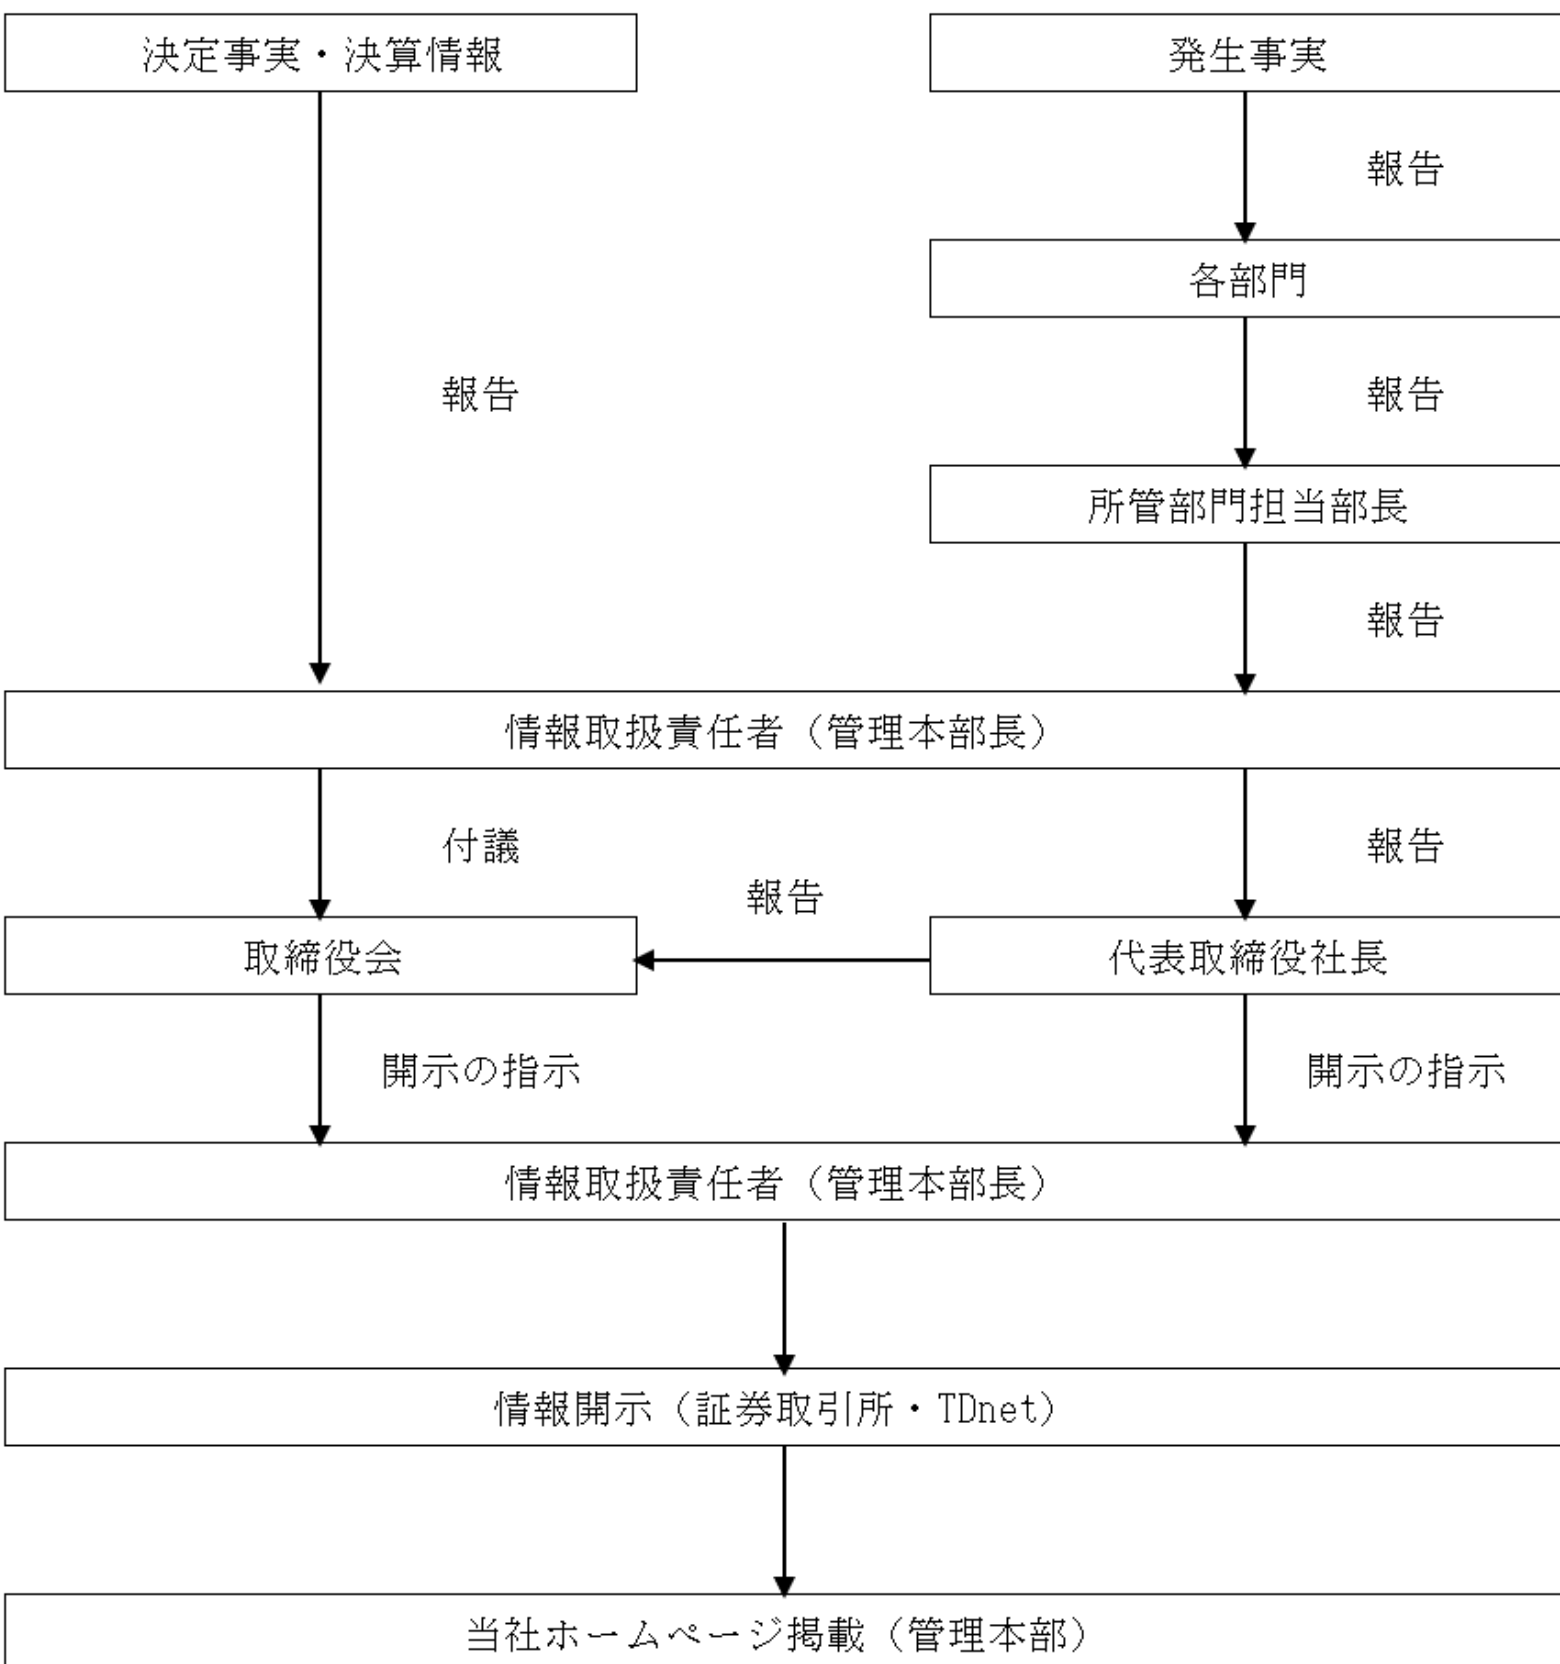 決定事実・決算情報
発生事実
報告
各部門
報告
報告
所管部門担当部長
報告
情報取扱責任者（管理本部長）
付議
報告
報告
取締役会
代表取締役社長
開示の指示
開示の指示
情報取扱責任者（管理本部長）
情報開示（証券取引所・TDnet）
当社ホームページ掲載（管理本部）